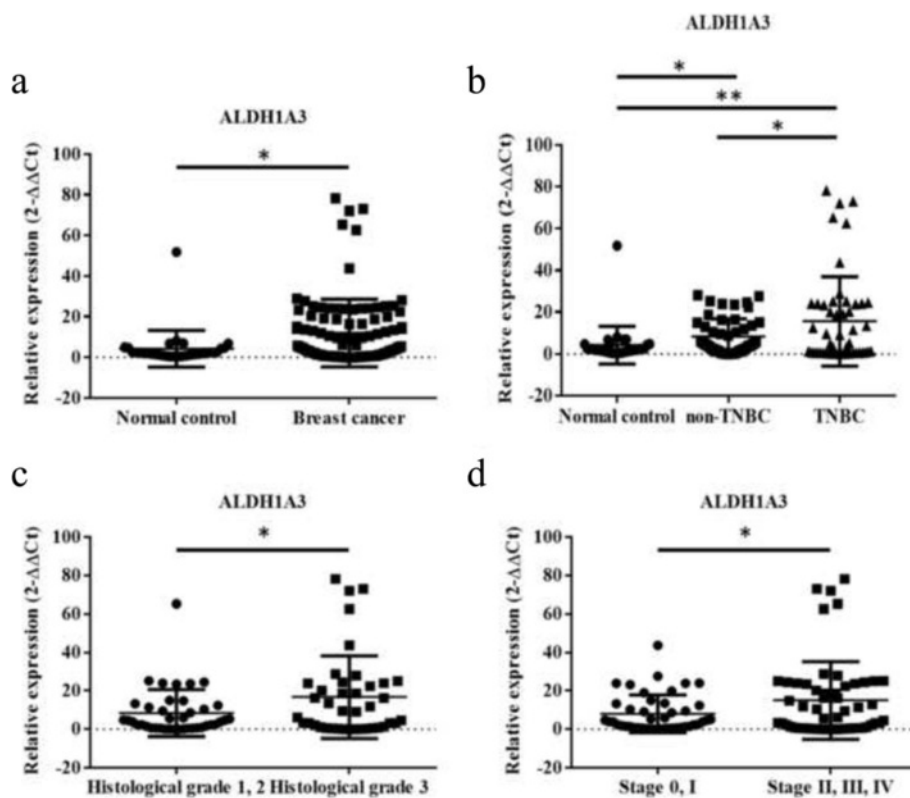 a
ALDH1A3
*
Relative expression (2-ΔΔCt)
100
80
60
40
20
0
-20
Normal control Breast cancer
b
ALDH1A3
*
**
*
Relative expression (2-ΔΔCt)
100
80
60
40
20
0
-20
Normal control non-TNBC TNBC
c
ALDH1A3
*
Relative expression (2-ΔΔCt)
100
80
60
40
20
0
-20
Histological grade 1, 2 Histological grade 3
d
ALDH1A3
*
Relative expression (2-ΔΔCt)
100
80
60
40
20
0
-20
Stage 0, I Stage II, III, IV